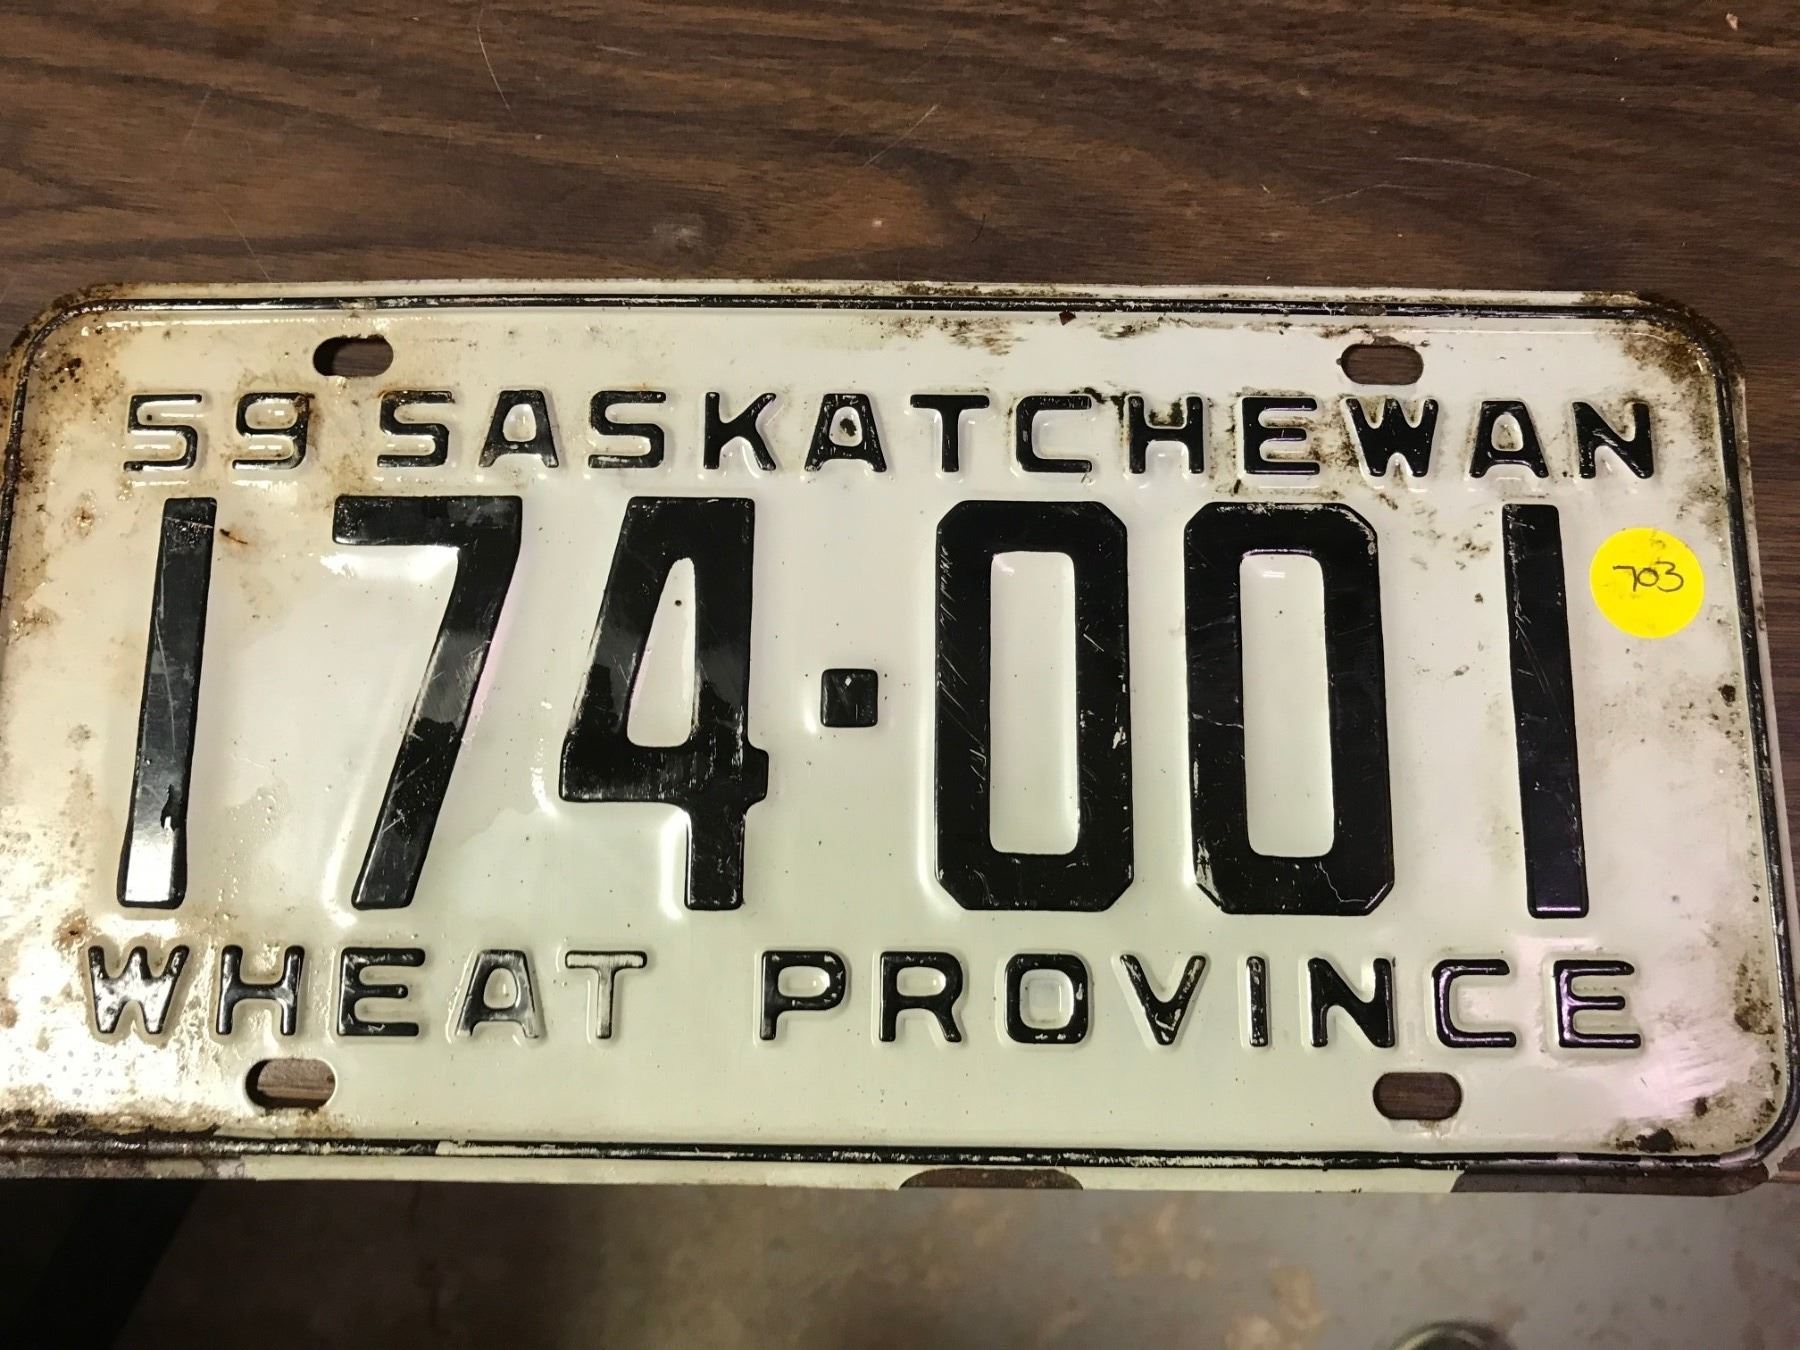 59 SASKATCHEWAN
174·001
703
WHEAT PROVINCE